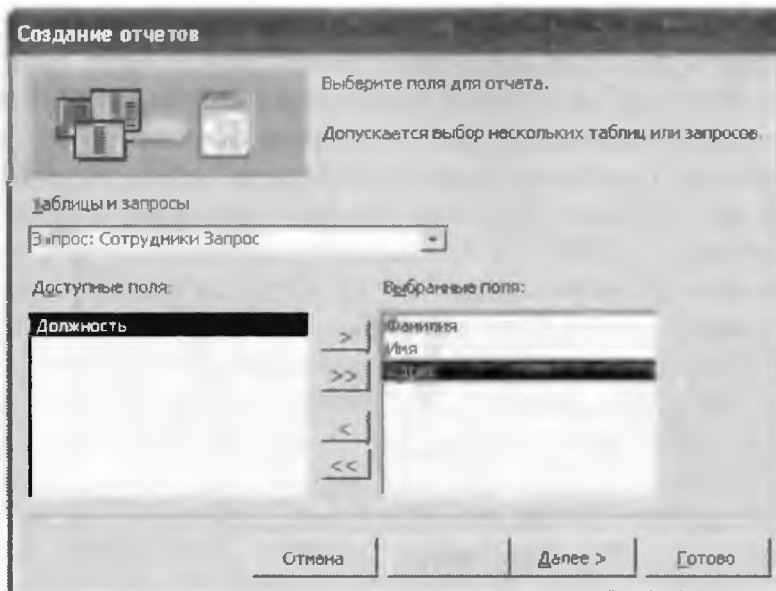 Создание отчетов
Выберите поля для отчета.
Допускается выбор нескольких таблиц или запросов.
Таблицы и запросы
Запрос: Сотрудники Запрос
Доступные поля:
Выбранные поля:
Должность
Фамилия
Имя
>
>>
<
<<
Отмена
Далее >
Готово